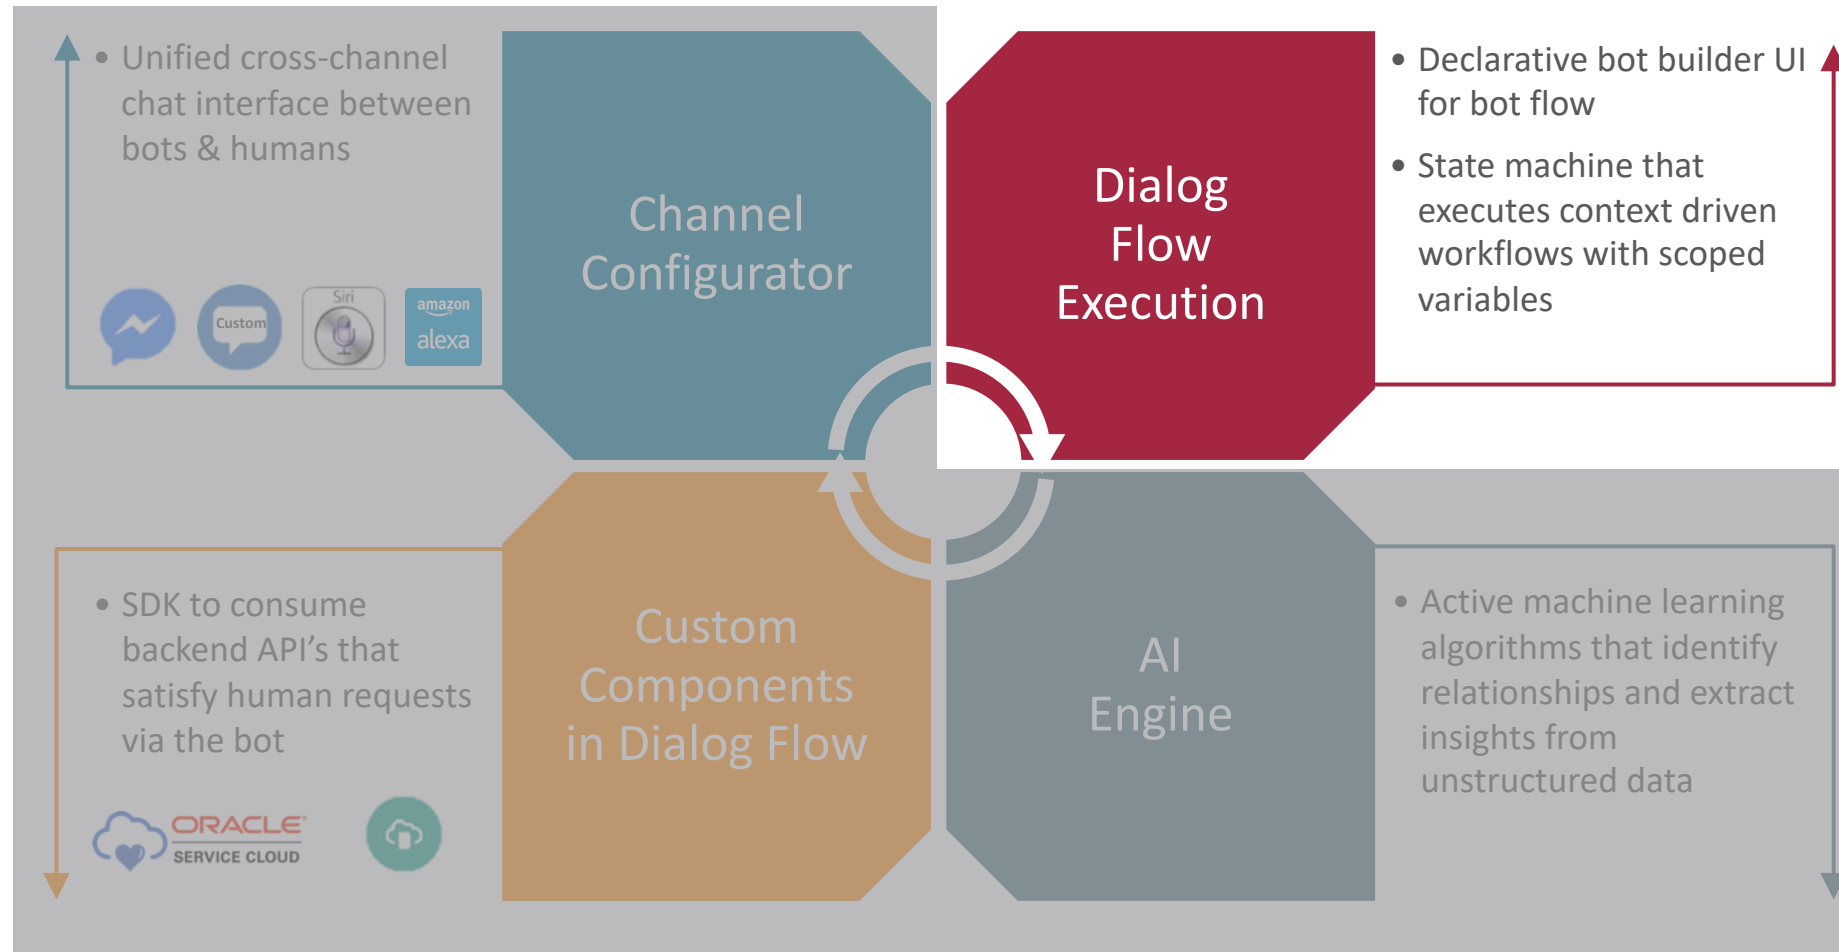 • Unified cross-channel
chat interface between
bots & humans
Custom
Siri
amazon
alexa
Channel
Configurator
Dialog
Flow
Execution
• Declarative bot builder UI
for bot flow
• State machine that
executes context driven
workflows with scoped
variables
• SDK to consume
backend API’s that
satisfy human requests
via the bot
ORACLE®
SERVICE CLOUD
Custom
Components
in Dialog Flow
AI
Engine
• Active machine learning
algorithms that identify
relationships and extract
insights from
unstructured data